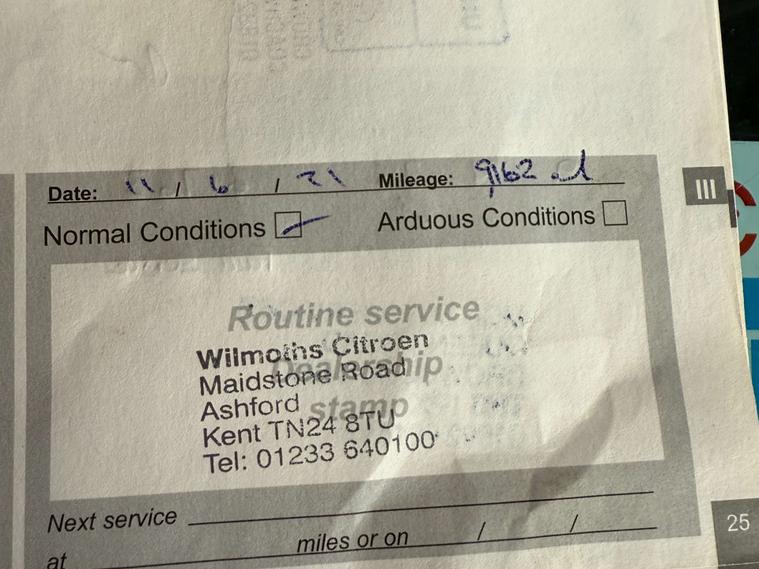 Date: 11 / 6 / 21 Mileage: 9162
Normal Conditions Arduous Conditions
III
Routine service
Dealership
stamp
Wilmoths Citroen
Maidstone Road
Ashford
Kent TN24 8TU
Tel: 01233 640100
Next service
at miles or on / /
25